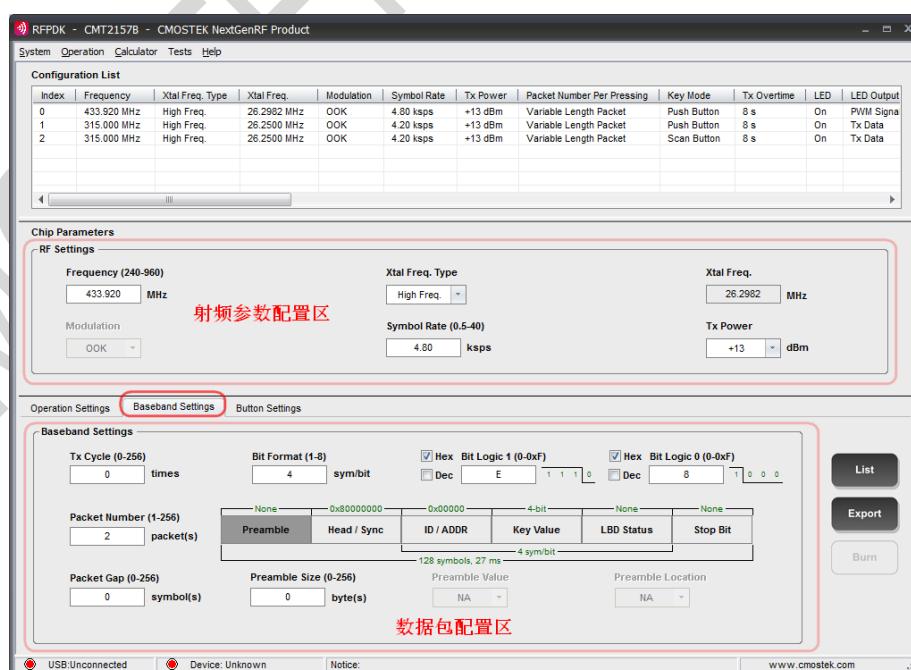 RFPDK - CMT2157B - CMOSTEK NextGenRF Product
System Operation Calculator Tests Help
Configuration List
Index Frequency Xtal Freq. Type Xtal Freq. Modulation Symbol Rate Tx Power Packet Number Per Pressing Key Mode Tx Overtime LED LED Output
0 433.920 MHz High Freq. 26.2982 MHz OOK 4.80 ksps +13 dBm Variable Length Packet Push Button 8 s On PWM Signa
1 315.000 MHz High Freq. 26.2500 MHz OOK 4.20 ksps +13 dBm Variable Length Packet Push Button 8 s On Tx Data
2 315.000 MHz High Freq. 26.2500 MHz OOK 4.20 ksps +13 dBm Variable Length Packet Scan Button 8 s On Tx Data
Chip Parameters
RF Settings
Frequency (240-960) Xtal Freq. Type Xtal Freq.
433.920 MHz High Freq. 26.2982 MHz
射频参数配置区
Modulation Symbol Rate (0.5-40) Tx Power
OOK 4.80 ksps +13 dBm
Operation Settings Baseband Settings Button Settings
Baseband Settings
Tx Cycle (0-256) Bit Format (1-8) Hex Bit Logic 1 (0-0xF) Hex Bit Logic 0 (0-0xF)
0 times 4 sym/bit Dec E 1 1 1 0 Dec 8 1 0 0 0
List
None 0x80000000 0x00000 4-bit None None
Packet Number (1-256) Preamble Head / Sync ID / ADDR Key Value LBD Status Stop Bit
Export
2 packet(s)
4 sym/bit
128 symbols, 27 ms
Burn
Packet Gap (0-256) Preamble Size (0-256) Preamble Value Preamble Location
0 symbol(s) 0 byte(s) NA NA
数据包配置区
USB:Unconnected Device: Unknown Notice: www.cmostek.com